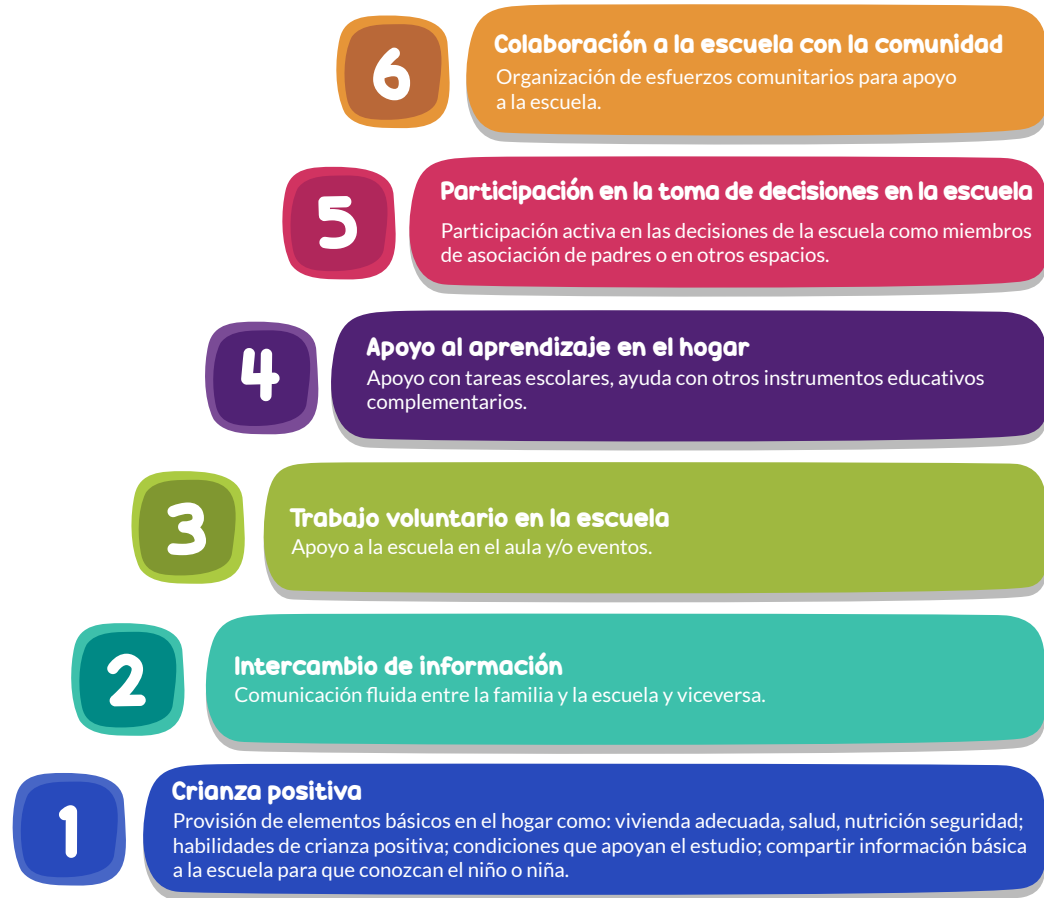 6
Colaboración a la escuela con la comunidad
Organización de esfuerzos comunitarios para apoyo
a la escuela.
5
Participación en la toma de decisiones en la escuela
Participación activa en las decisiones de la escuela como miembros
de asociación de padres o en otros espacios.
4
Apoyo al aprendizaje en el hogar
Apoyo con tareas escolares, ayuda con otros instrumentos educativos
complementarios.
3
Trabajo voluntario en la escuela
Apoyo a la escuela en el aula y/o eventos.
2
Intercambio de información
Comunicación fluida entre la familia y la escuela y viceversa.
1
Crianza positiva
Provisión de elementos básicos en el hogar como: vivienda adecuada, salud, nutrición seguridad;
habilidades de crianza positiva; condiciones que apoyan el estudio; compartir información básica
a la escuela para que conozcan el niño o niña.